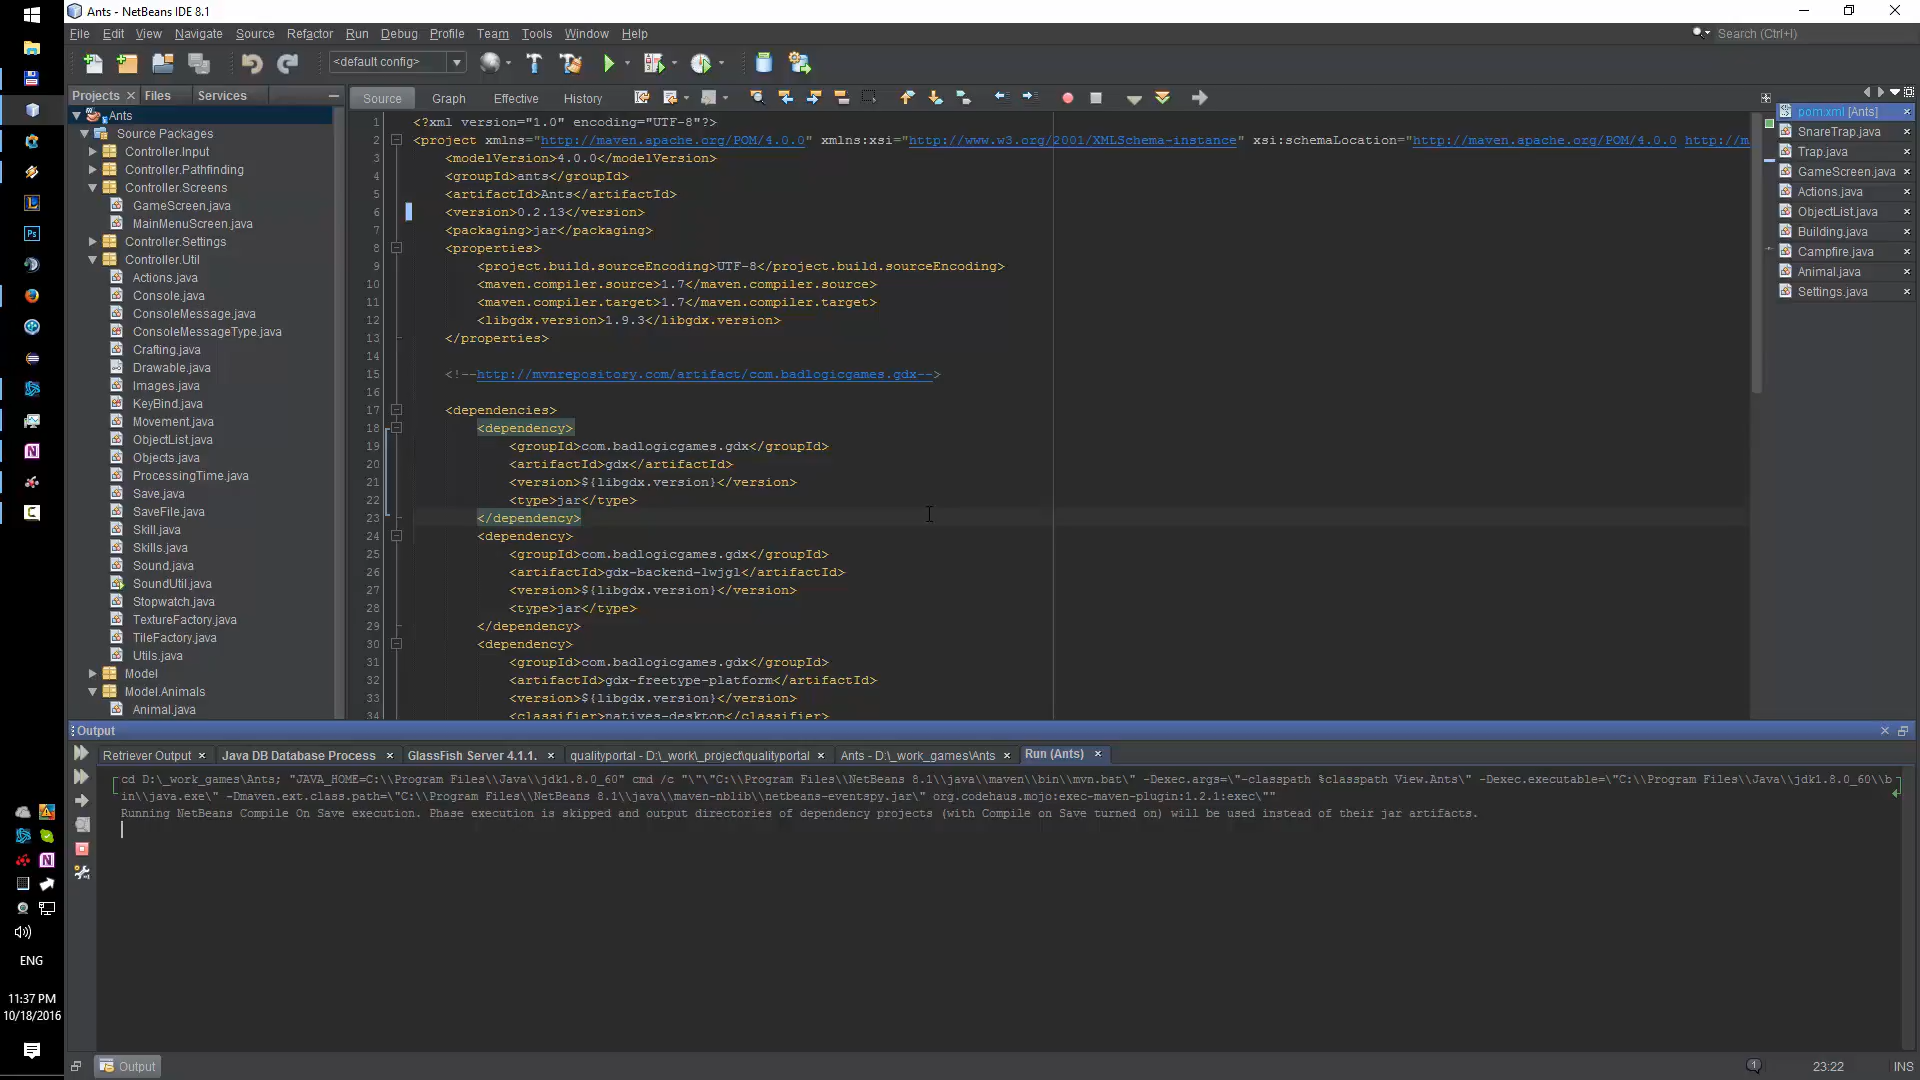 Ants - NetBeans IDE 8.1
File Edit View Navigate Source Refactor Run Debug Profile Team Tools Window Help
Search (Ctrl+I)
<default config>
Projects Files Services
Source Graph Effective History
Ants
Source Packages
Controller.Input
Controller.Pathfinding
Controller.Screens
GameScreen.java
MainMenuScreen.java
Controller.Settings
Controller.Util
Actions.java
Console.java
ConsoleMessage.java
ConsoleMessageType.java
Crafting.java
Drawable.java
Images.java
KeyBind.java
Movement.java
ObjectList.java
Objects.java
ProcessingTime.java
Save.java
SaveFile.java
Skill.java
Skills.java
Sound.java
SoundUtil.java
Stopwatch.java
TextureFactory.java
TileFactory.java
Utils.java
Model
Model.Animals
Animal.java
1 <?xml version="1.0" encoding="UTF-8"?>
2 <project xmlns="http://maven.apache.org/POM/4.0.0" xmlns:xsi="http://www.w3.org/2001/XMLSchema-instance" xsi:schemaLocation="http://maven.apache.org/POM/4.0.0 http://m
3 <modelVersion>4.0.0</modelVersion>
4 <groupId>ants</groupId>
5 <artifactId>Ants</artifactId>
6 <version>0.2.13</version>
7 <packaging>jar</packaging>
8 <properties>
9 <project.build.sourceEncoding>UTF-8</project.build.sourceEncoding>
10 <maven.compiler.source>1.7</maven.compiler.source>
11 <maven.compiler.target>1.7</maven.compiler.target>
12 <libgdx.version>1.9.3</libgdx.version>
13 </properties>
14
15 <!--http://mvnrepository.com/artifact/com.badlogicgames.gdx-->
16
17 <dependencies>
18 <dependency>
19 <groupId>com.badlogicgames.gdx</groupId>
20 <artifactId>gdx</artifactId>
21 <version>${libgdx.version}</version>
22 <type>jar</type>
23 </dependency>
24 <dependency>
25 <groupId>com.badlogicgames.gdx</groupId>
26 <artifactId>gdx-backend-lwjgl</artifactId>
27 <version>${libgdx.version}</version>
28 <type>jar</type>
29 </dependency>
30 <dependency>
31 <groupId>com.badlogicgames.gdx</groupId>
32 <artifactId>gdx-freetype-platform</artifactId>
33 <version>${libgdx.version}</version>
34 <classifier>natives-desktop</classifier>
pom.xml [Ants]
SnareTrap.java
Trap.java
GameScreen.java
Actions.java
ObjectList.java
Building.java
Campfire.java
Animal.java
Settings.java
Output
Retriever Output Java DB Database Process GlassFish Server 4.1.1. qualityportal - D:\_work\_project\qualityportal Ants - D:\_work_games\Ants Run (Ants)
cd D:\_work_games\Ants; "JAVA_HOME=C:\\Program Files\\Java\\jdk1.8.0_60" cmd /c "\"\"C:\\Program Files\\NetBeans 8.1\\java\\maven\\bin\\mvn.bat\" -Dexec.args=\"-classpath %classpath View.Ants\" -Dexec.executable=\"C:\\Program Files\\Java\\jdk1.8.0_60\\b
in\\java.exe\" -Dmaven.ext.class.path=\"C:\\Program Files\\NetBeans 8.1\\java\\maven-nblib\\netbeans-eventspy.jar\" org.codehaus.mojo:exec-maven-plugin:1.2.1:exec\""
Running NetBeans Compile On Save execution. Phase execution is skipped and output directories of dependency projects (with Compile on Save turned on) will be used instead of their jar artifacts.
ENG
11:37 PM
10/18/2016
Output
1
23:22
INS
Ps
L
N
N
C